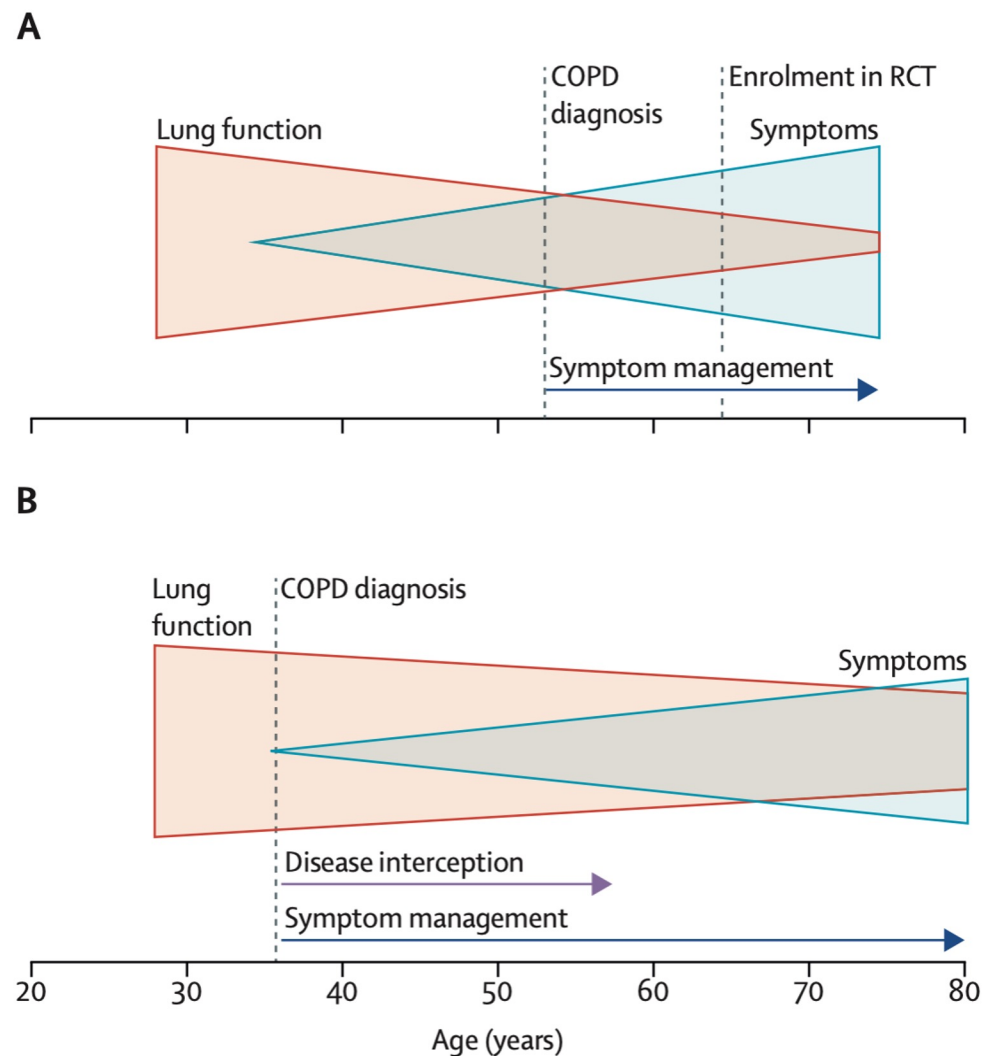 A
COPD
diagnosis
Enrolment in RCT
Lung function
Symptoms
Symptom management
B
Lung
function
COPD diagnosis
Symptoms
Disease interception
Symptom management
20 30 40 50 60 70 80
Age (years)